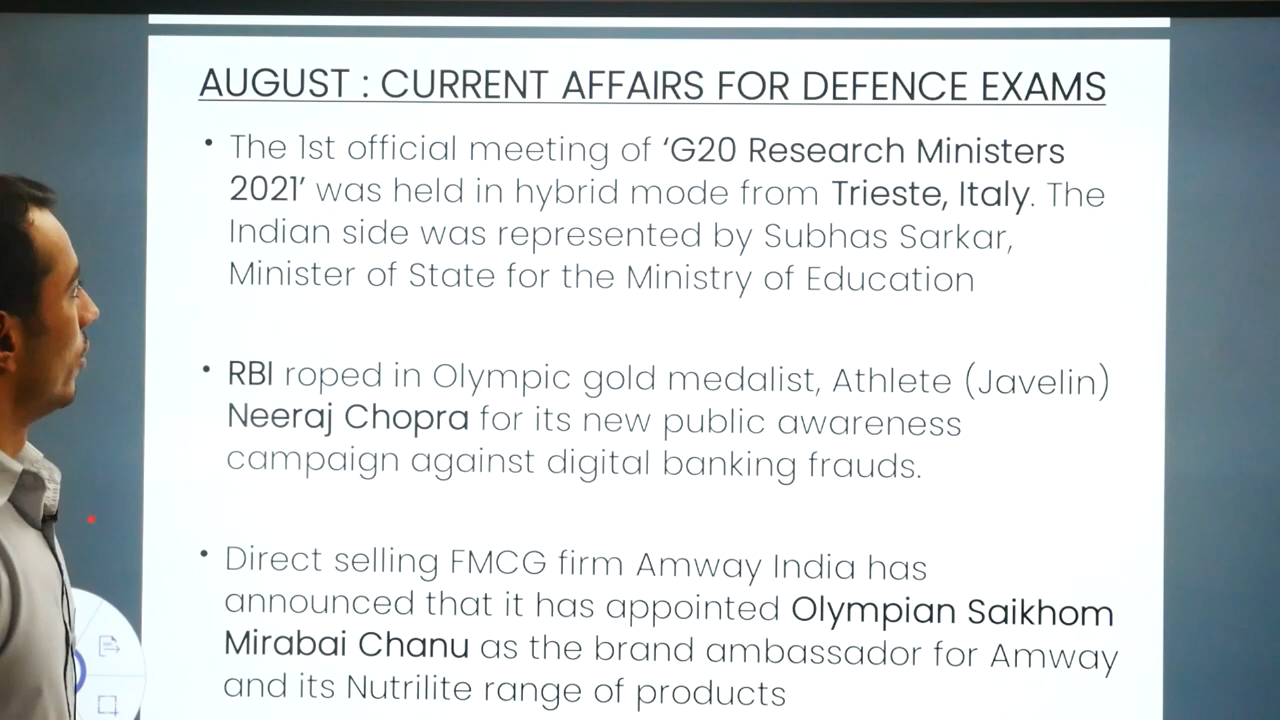 AUGUST : CURRENT AFFAIRS FOR DEFENCE EXAMS
• The 1st official meeting of ‘G20 Research Ministers
2021’ was held in hybrid mode from Trieste, Italy. The
Indian side was represented by Subhas Sarkar,
Minister of State for the Ministry of Education
• RBI roped in Olympic gold medalist, Athlete (Javelin)
Neeraj Chopra for its new public awareness
campaign against digital banking frauds.
• Direct selling FMCG firm Amway India has
announced that it has appointed Olympian Saikhom
Mirabai Chanu as the brand ambassador for Amway
and its Nutrilite range of products